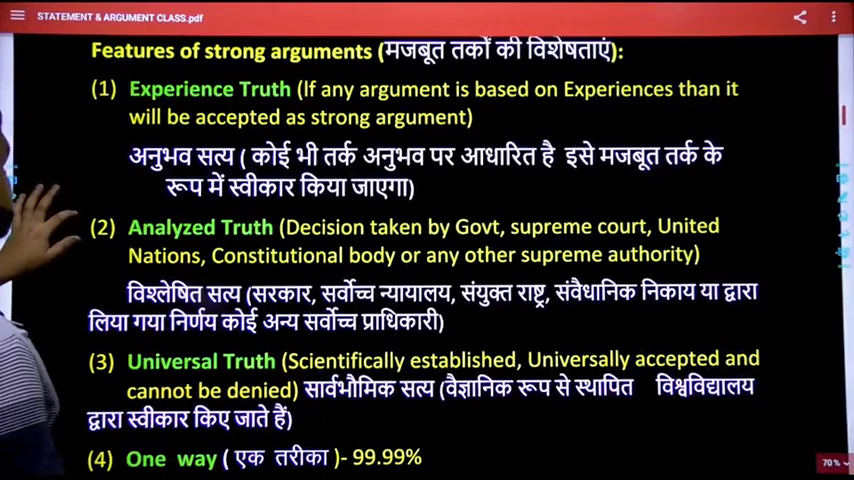 STATEMENT & ARGUMENT CLASS.pdf
Features of strong arguments (मजबूत तर्कों की विशेषताएं):
(1) Experience Truth (If any argument is based on Experiences than it
will be accepted as strong argument)
अनुभव सत्य ( कोई भी तर्क अनुभव पर आधारित है इसे मजबूत तर्क के
रूप में स्वीकार किया जाएगा)
(2) Analyzed Truth (Decision taken by Govt, supreme court, United
Nations, Constitutional body or any other supreme authority)
विश्लेषित सत्य (सरकार, सर्वोच्च न्यायालय, संयुक्त राष्ट्र, संवैधानिक निकाय या द्वारा
लिया गया निर्णय कोई अन्य सर्वोच्च प्राधिकारी)
(3) Universal Truth (Scientifically established, Universally accepted and
cannot be denied) सार्वभौमिक सत्य (वैज्ञानिक रूप से स्थापित विश्वविद्यालय
द्वारा स्वीकार किए जाते हैं)
(4) One way ( एक तरीका )- 99.99%
70%